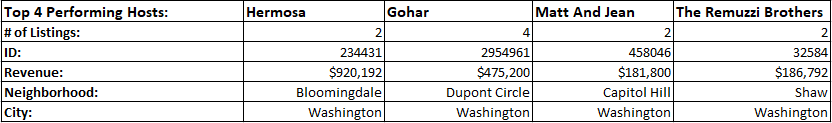 Top 4 Performing Hosts: Hermosa Gohar Matt And Jean The Remuzzi Brothers
# of Listings: 2 4 2 2
ID: 234431 2954961 458046 32584
Revenue: $920,192 $475,200 $181,800 $186,792
Neighborhood: Bloomingdale Dupont Circle Capitol Hill Shaw
City: Washington Washington Washington Washington